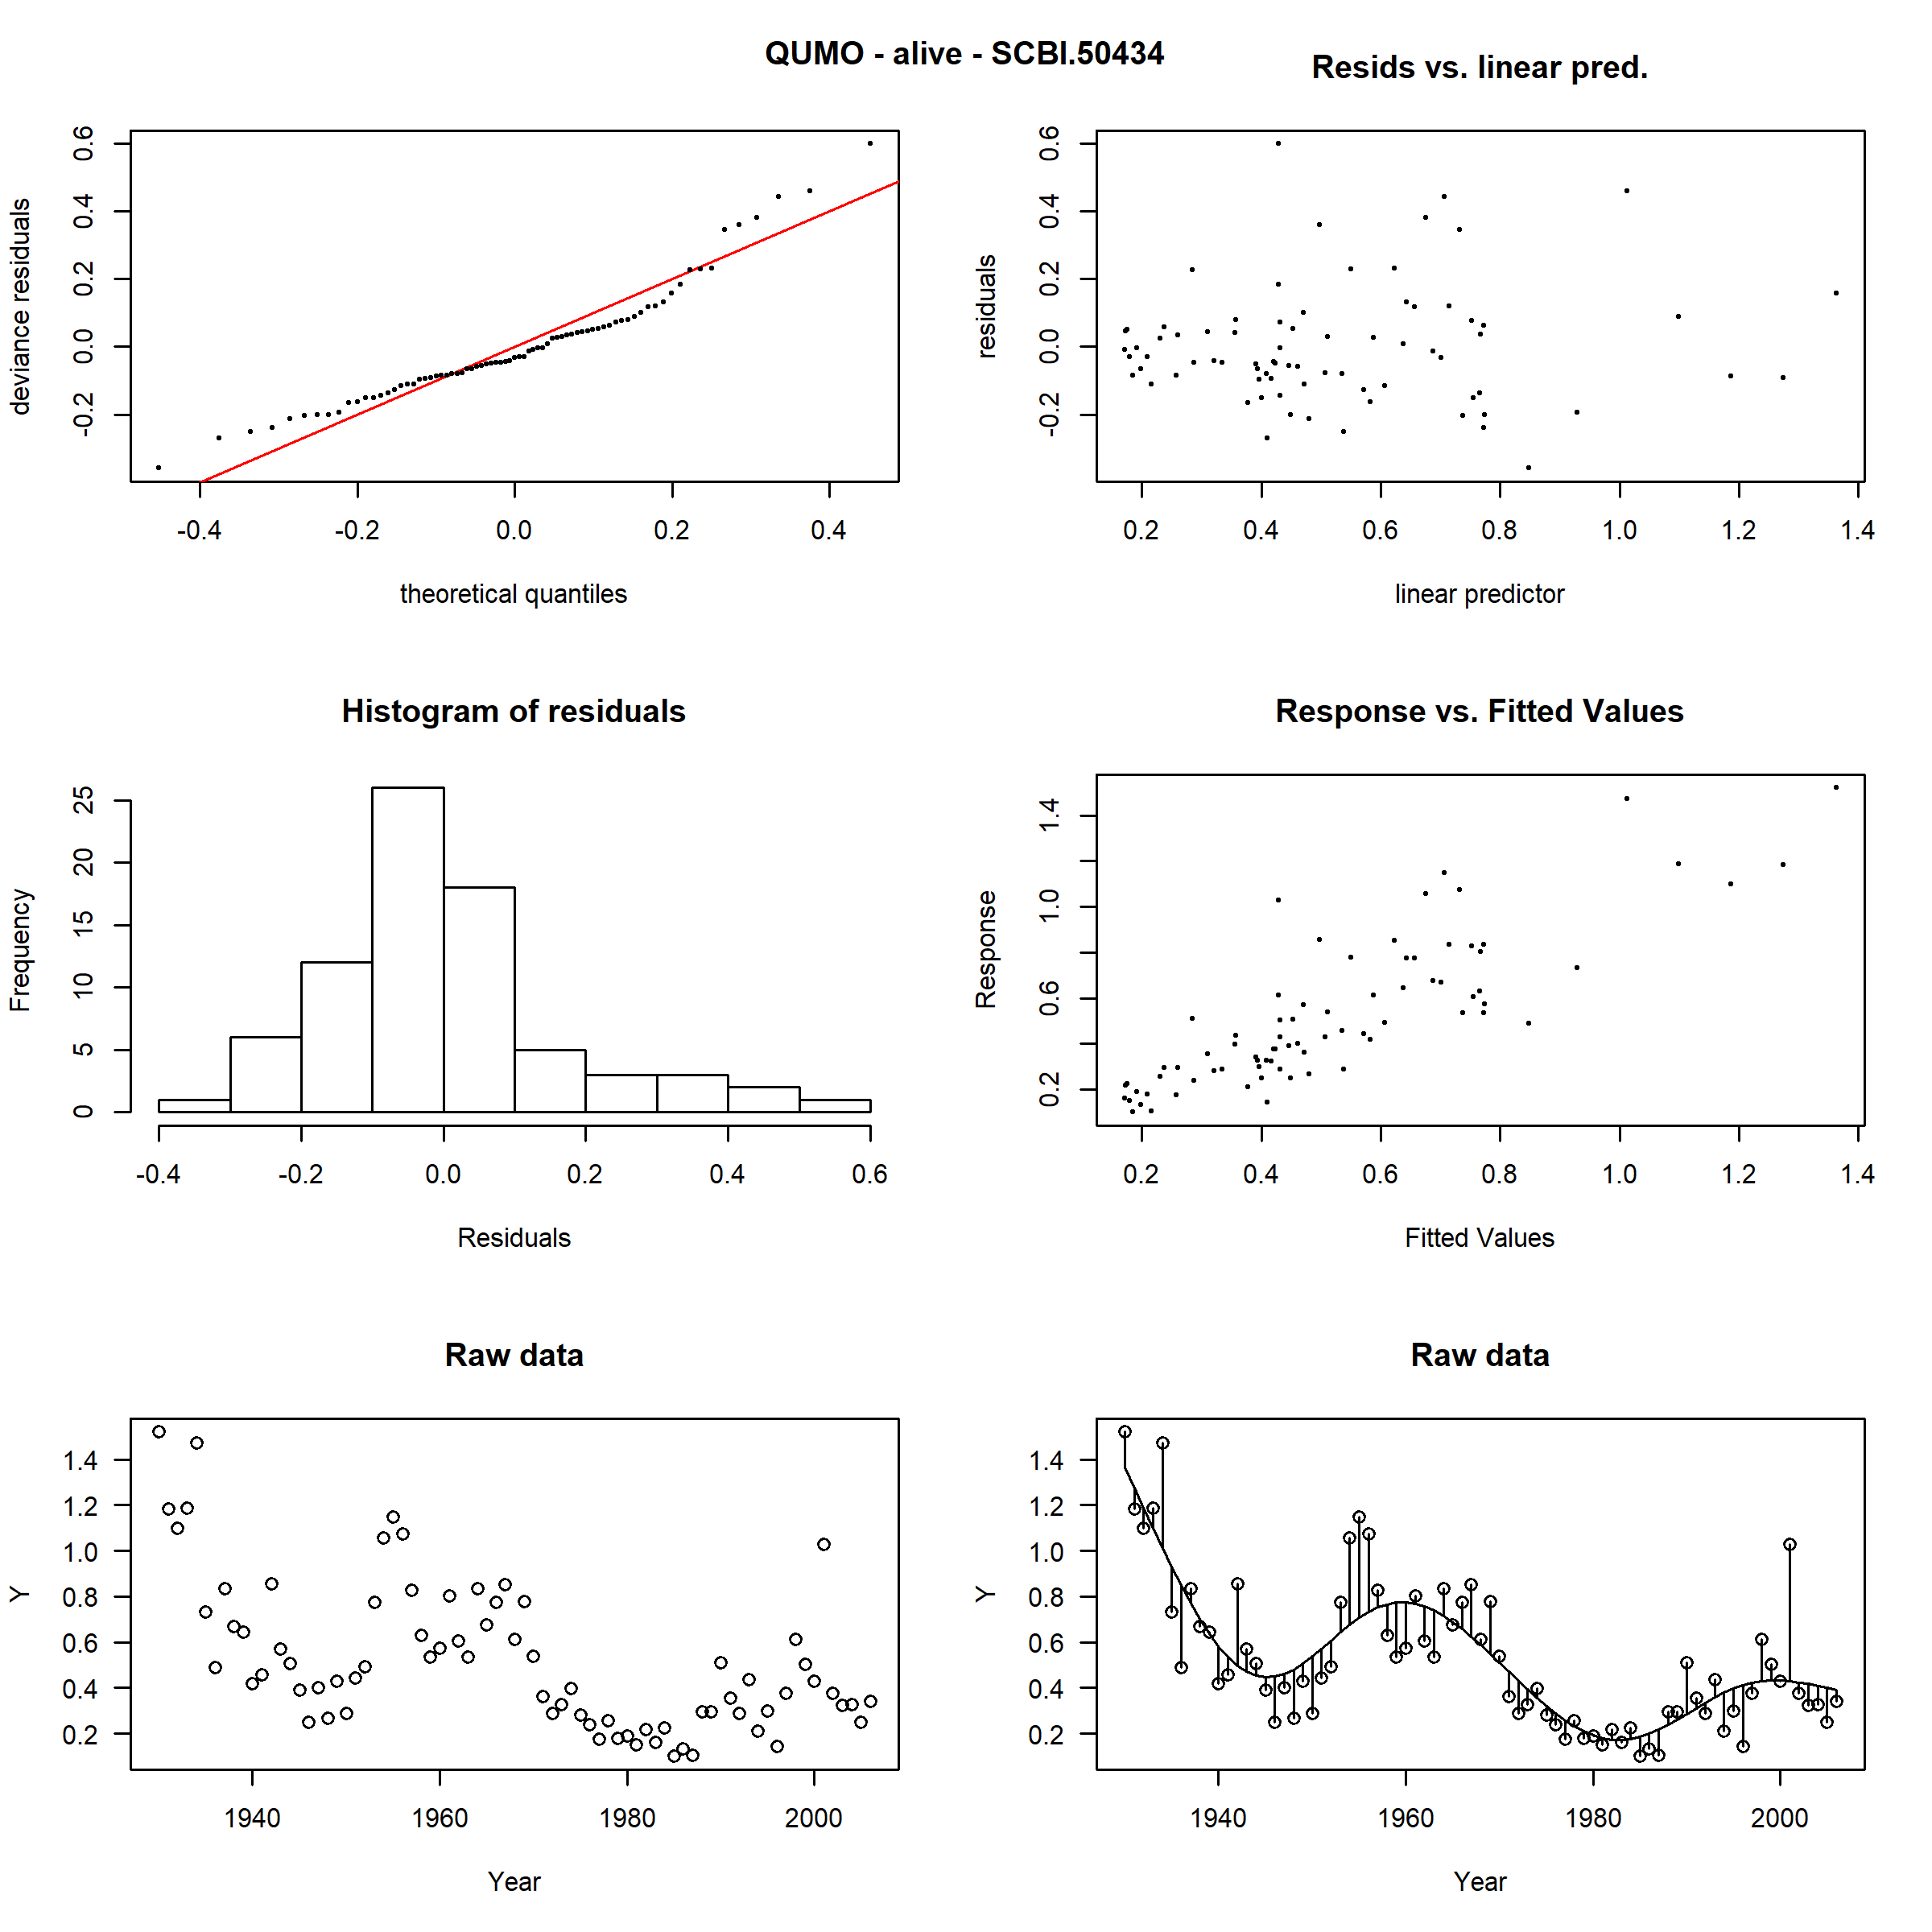 QUMO - alive - SCBI.50434
Resids vs. linear pred.
deviance residuals
-0.2 0.0 0.2 0.4 0.6
-0.4 -0.2 0.0 0.2 0.4
theoretical quantiles
residuals
-0.2 0.0 0.2 0.4 0.6
0.2 0.4 0.6 0.8 1.0 1.2 1.4
linear predictor
Histogram of residuals
Frequency
0 5 10 15 20 25
-0.4 -0.2 0.0 0.2 0.4 0.6
Residuals
Response vs. Fitted Values
Response
0.2 0.6 1.0 1.4
0.2 0.4 0.6 0.8 1.0 1.2 1.4
Fitted Values
Raw data
Y
1.4
1.2
1.0
0.8
0.6
0.4
0.2
1940 1960 1980 2000
Year
Raw data
Y
1.4
1.2
1.0
0.8
0.6
0.4
0.2
1940 1960 1980 2000
Year